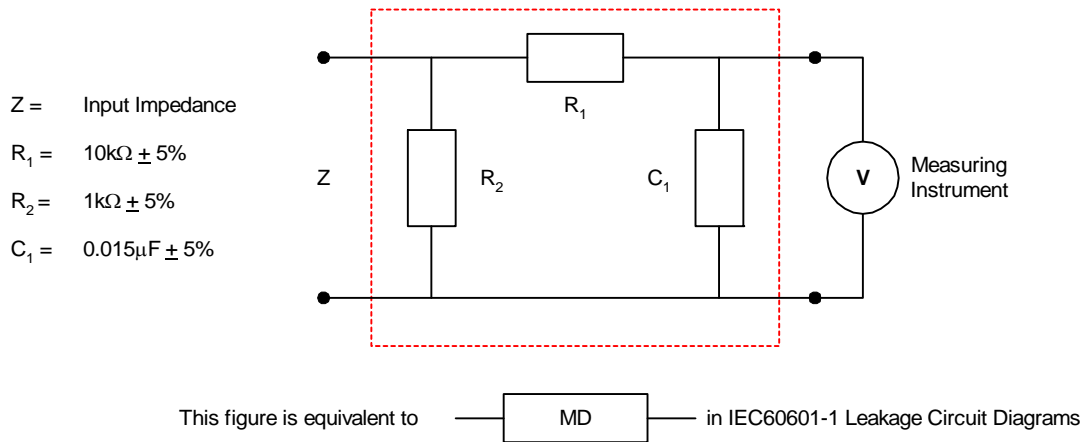 Z = Input Impedance
R1 = 10kΩ ± 5%
R2 = 1kΩ ± 5%
C1 = 0.015μF ± 5%
Z
R1
R2
C1
V
Measuring
Instrument
This figure is equivalent to MD in IEC60601-1 Leakage Circuit Diagrams